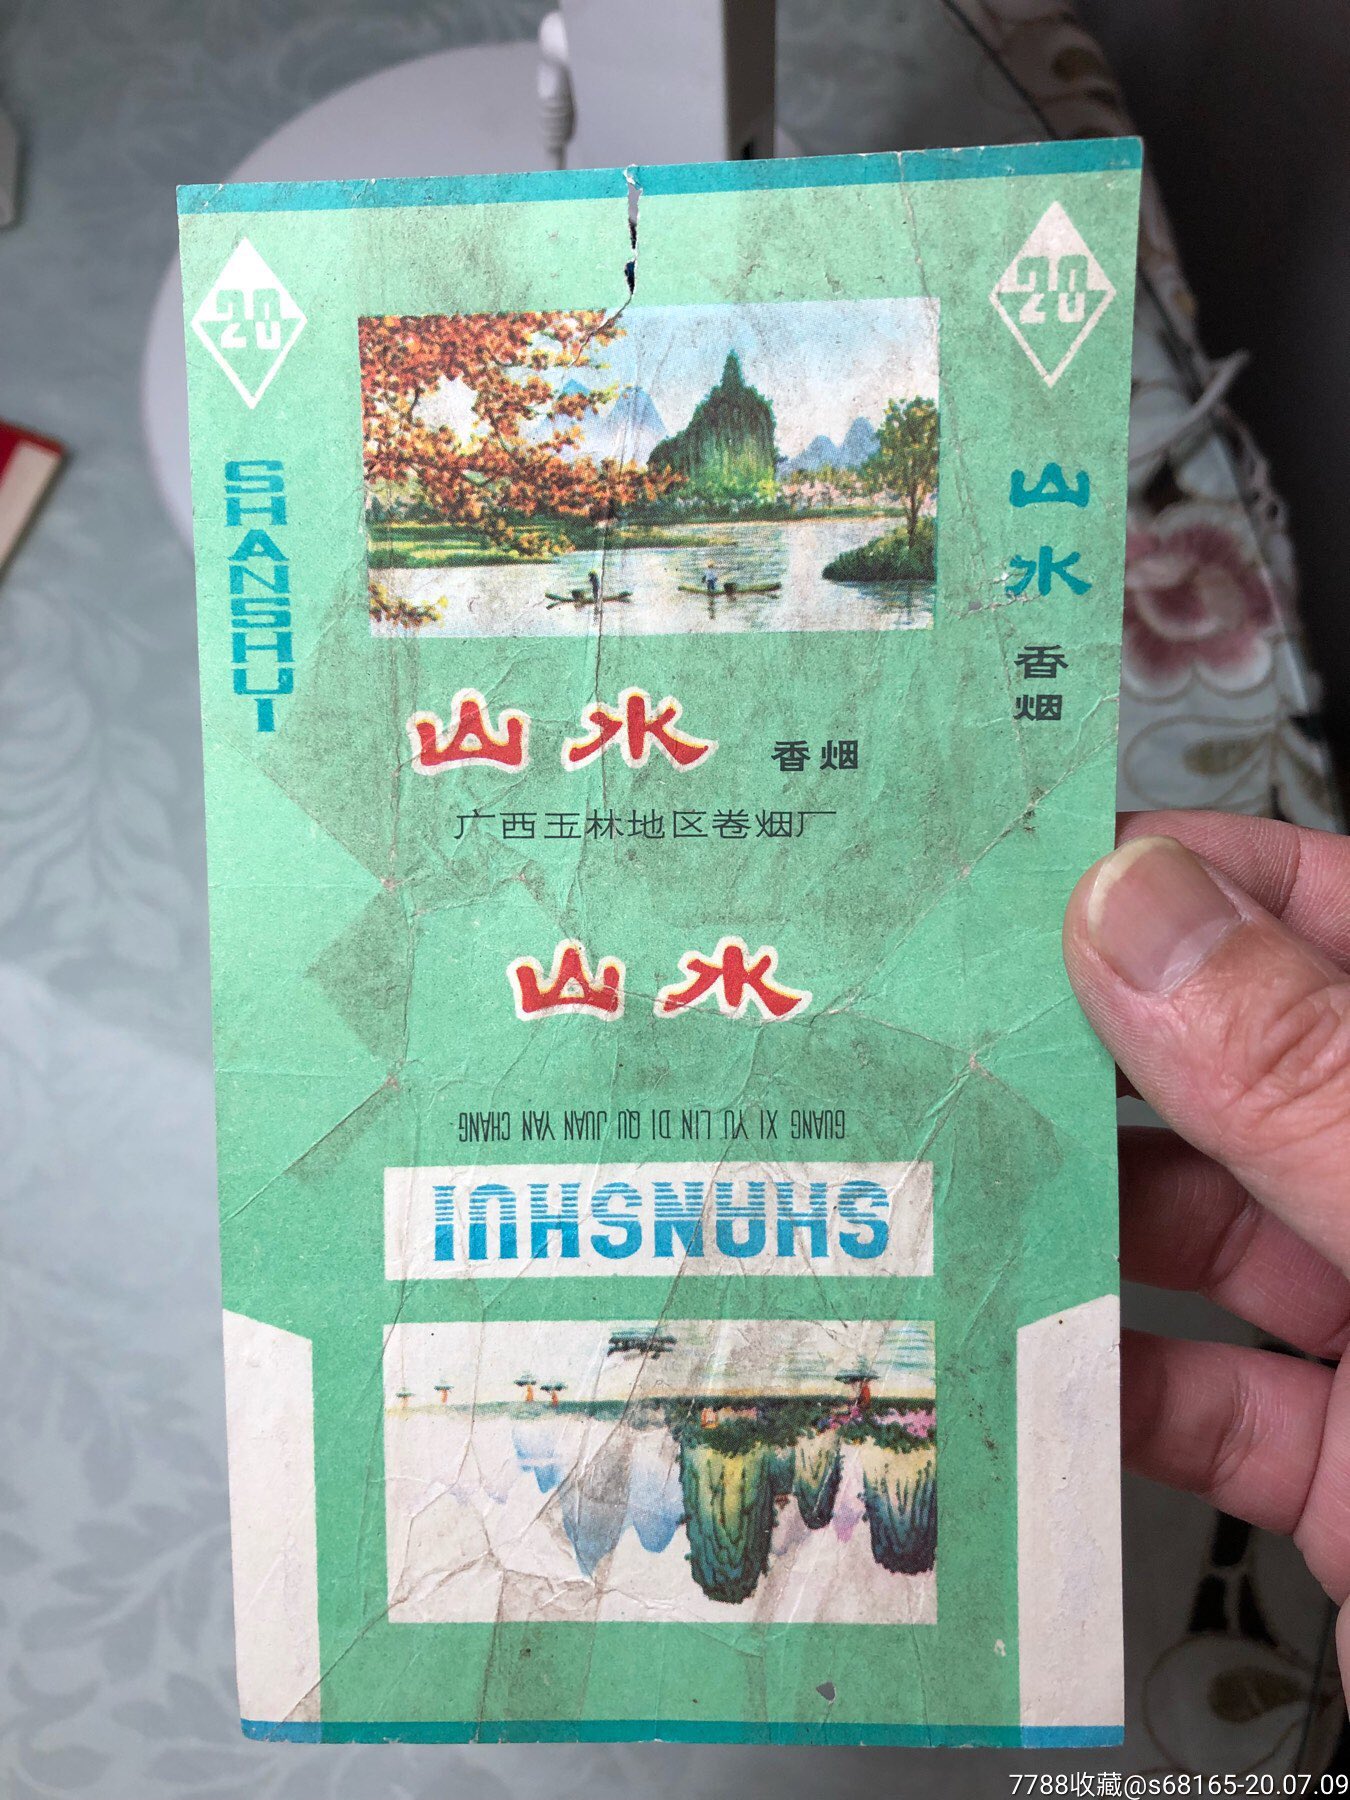 20
20
SHANSHUI
山水
香烟
山水 香烟
广西玉林地区卷烟厂
山水
GUANG XI YU LIN DI QU JUAN YAN CHANG
SHANSHUI
7788收藏@s68165-20.07.09